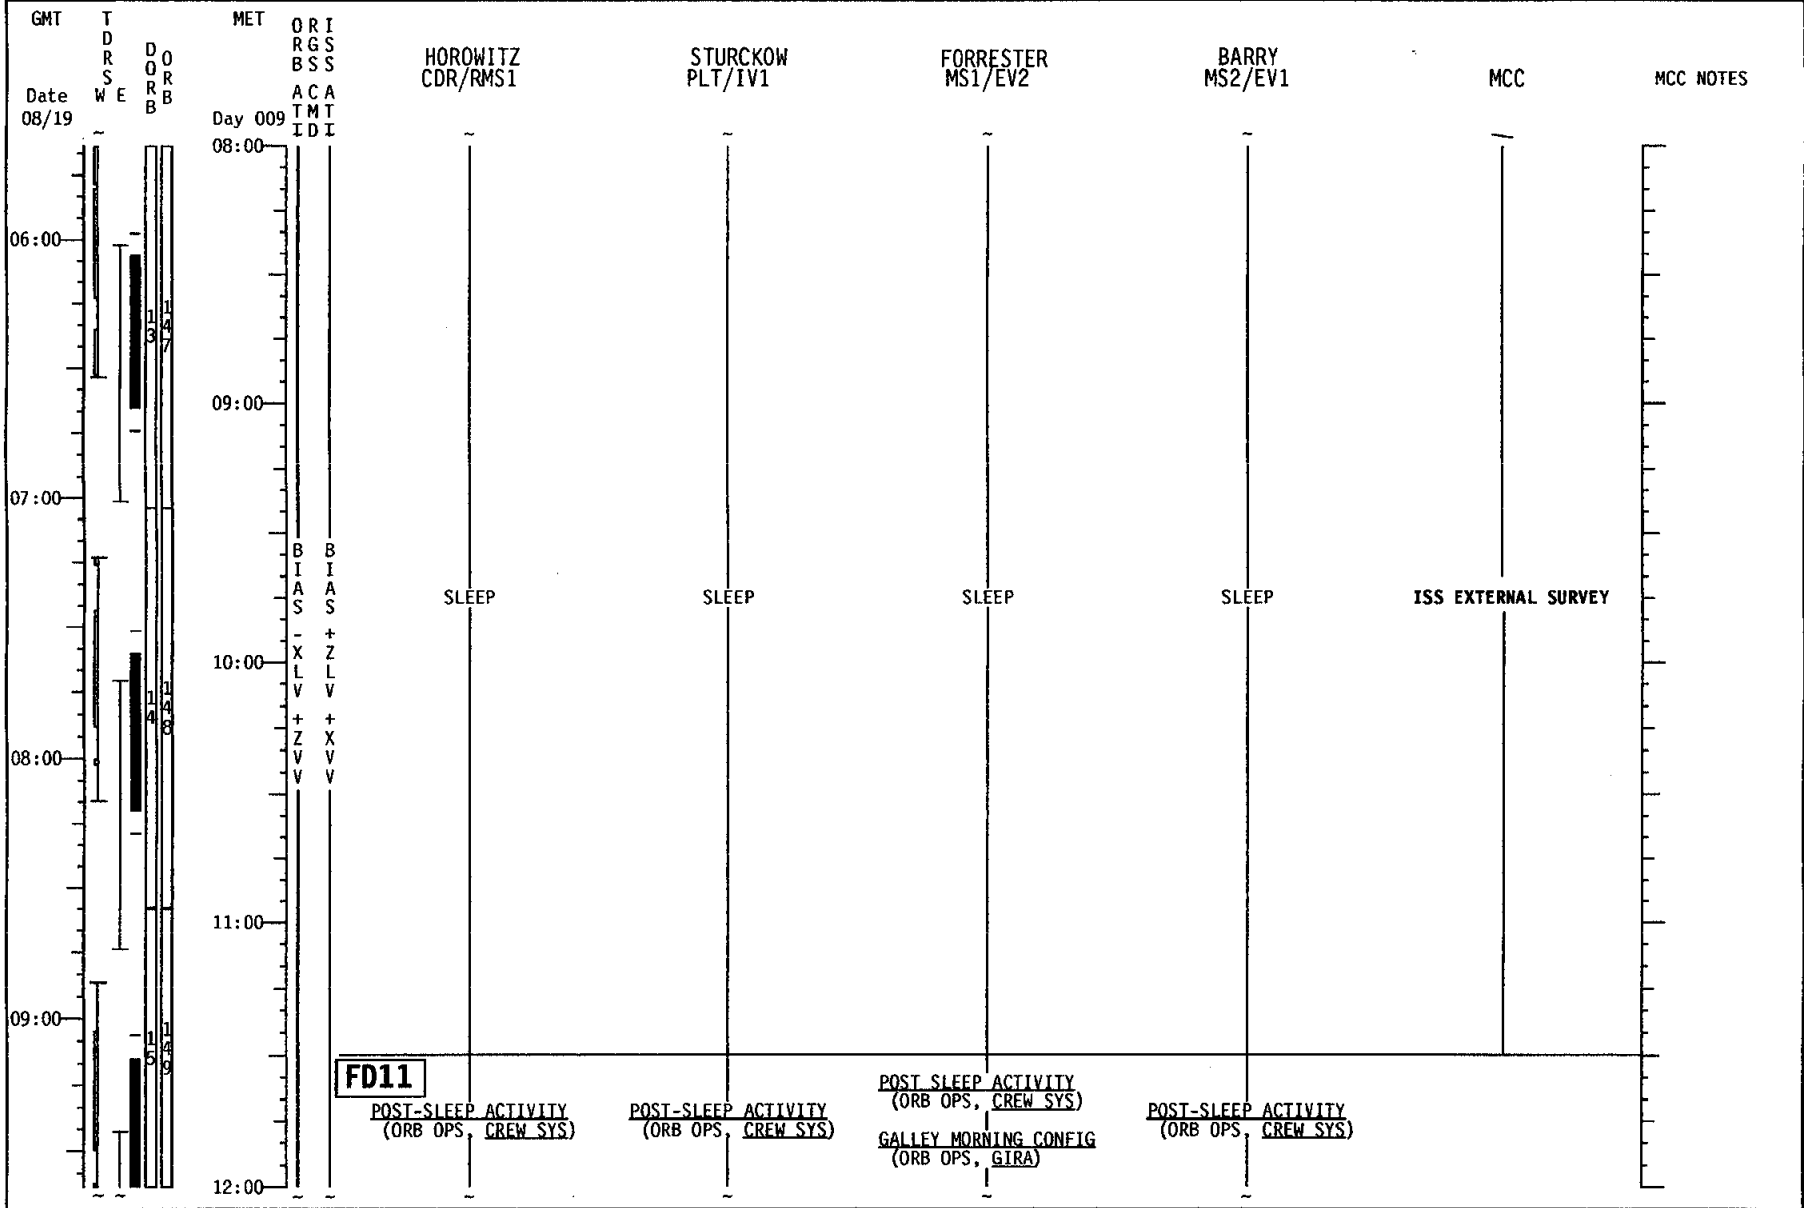 GMT
TDRS
W E
Date
08/19
DORB
ORB
MET
Day 009
ORB ATT
RGS CMD
ISS ATT
HOROWITZ
CDR/RMS1
STURCKOW
PLT/IV1
FORRESTER
MS1/EV2
BARRY
MS2/EV1
MCC
MCC NOTES
08:00
06:00
13
147
09:00
07:00
BIAS -XLV +ZVV
BIAS +ZLV +XVV
SLEEP
SLEEP
SLEEP
SLEEP
ISS EXTERNAL SURVEY
10:00
14
148
08:00
11:00
09:00
15
149
FD11
POST-SLEEP ACTIVITY
(ORB OPS, CREW SYS)
POST-SLEEP ACTIVITY
(ORB OPS, CREW SYS)
POST SLEEP ACTIVITY
(ORB OPS, CREW SYS)
GALLEY MORNING CONFIG
(ORB OPS, GIRA)
POST-SLEEP ACTIVITY
(ORB OPS, CREW SYS)
12:00